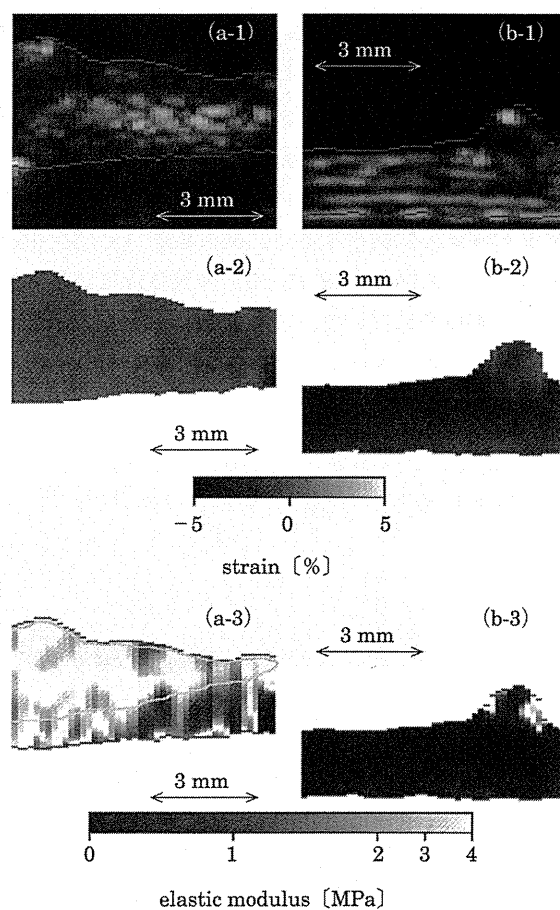 (a-1)
(b-1)
3 mm
3 mm
(a-2)
(b-2)
3 mm
3 mm
−5 0 5
strain〔%〕
(a-3)
(b-3)
3 mm
3 mm
0 1 2 3 4
elastic modulus〔MPa〕